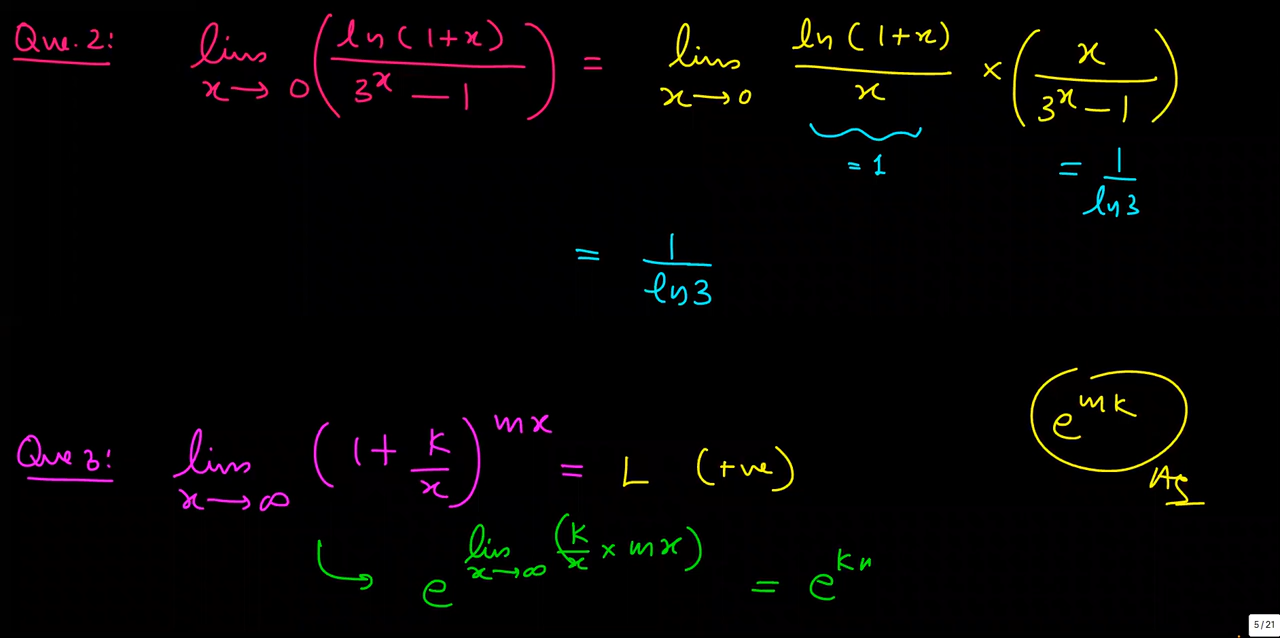 Que. 2: lim x→0 (ln(1+x) / 3^x − 1) = lim x→0 ln(1+x) / x × (x / 3^x − 1)
= 1 = 1/ln3
= 1/ln3
e^mk
Que 3: lim x→∞ (1 + k/x)^mx = L (+ve)
As
↳ e^lim x→∞ (k/x × mx) = e^k
5/21